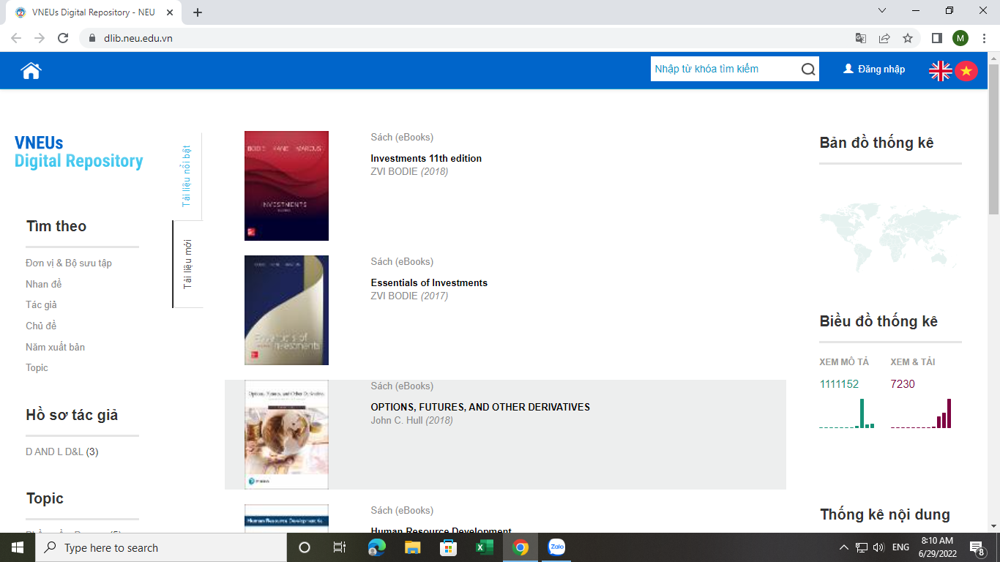 VNEUs Digital Repository - NEU
dlib.neu.edu.vn
M
Nhập từ khóa tìm kiếm
Đăng nhập
VNEUs
Digital Repository
Tài liệu nổi bật
Tài liệu mới
Tìm theo
Đơn vị & Bộ sưu tập
Nhan đề
Tác giả
Chủ đề
Năm xuất bản
Topic
Hồ sơ tác giả
D AND L D&L (3)
Topic
BODIE KANE MARCUS
INVESTMENTS
Sách (eBooks)
Investments 11th edition
ZVI BODIE (2018)
Essentials of
Investments
Sách (eBooks)
Essentials of Investments
ZVI BODIE (2017)
Options, Futures, and Other Derivatives
Sách (eBooks)
OPTIONS, FUTURES, AND OTHER DERIVATIVES
John C. Hull (2018)
Human Resource Development 6e
Sách (eBooks)
Human Resource Development
Bản đồ thống kê
Biểu đồ thống kê
XEM MÔ TẢ XEM & TẢI
1111152 7230
Thống kê nội dung
Type here to search
Zalo
ENG
8:10 AM
6/29/2022
8